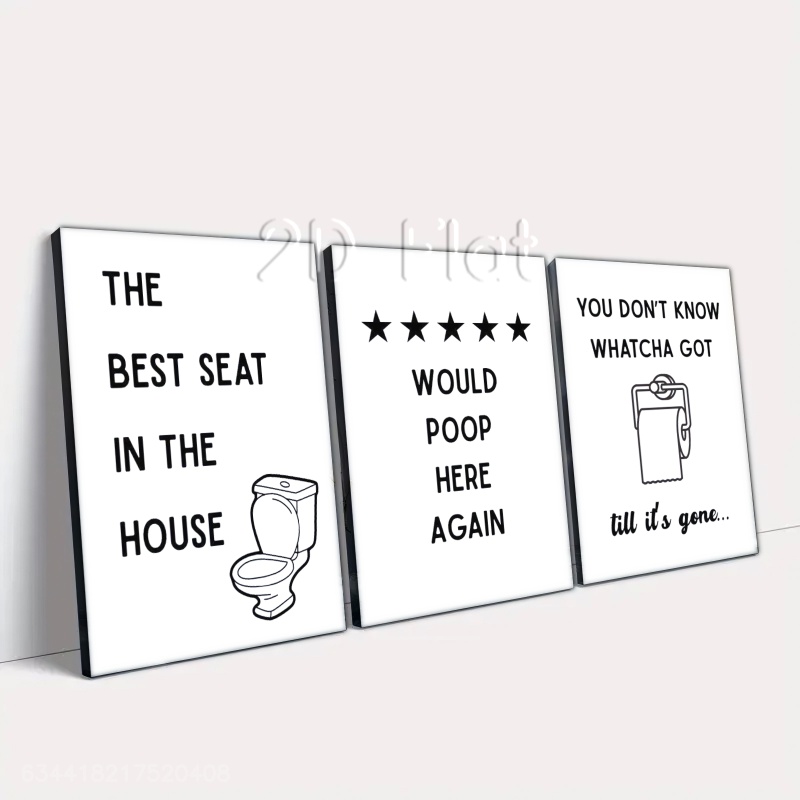 2D Flat
THE
BEST SEAT
IN THE
HOUSE
★★★★★
WOULD
POOP
HERE
AGAIN
YOU DON'T KNOW
WHATCHA GOT
till it's gone...
634418217520408